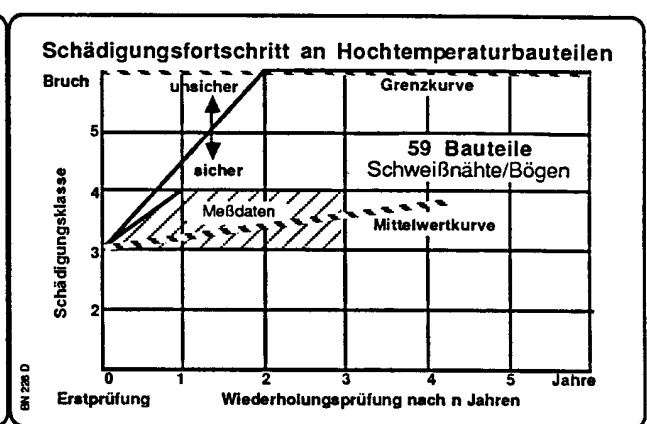 Schädigungsfortschritt an Hochtemperaturbauteilen
Bruch
unsicher
Grenzkurve
5
59 Bauteile
Schweißnähte/Bögen
sicher
4
Meßdaten
Mittelwertkurve
3
2
Schädigungsklasse
0 1 2 3 4 5 Jahre
Erstprüfung Wiederholungsprüfung nach n Jahren
BN 228 D